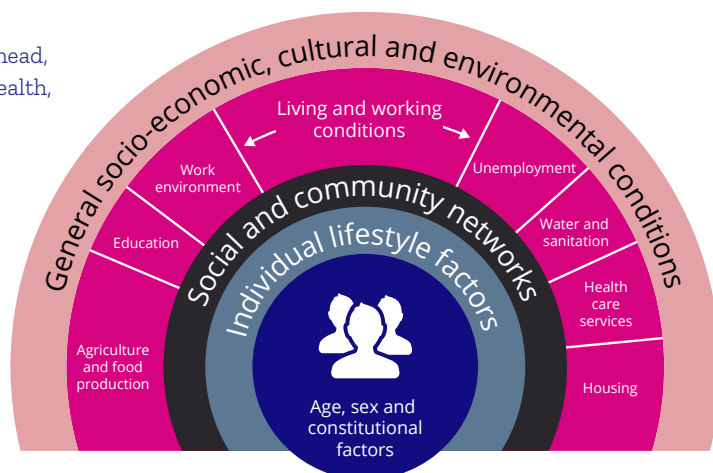 General socio-economic, cultural and environmental conditions
Living and working
conditions
Work
environment
Education
Agriculture
and food
production
Unemployment
Water and
sanitation
Health
care
services
Housing
Social and community networks
Individual lifestyle factors
Age, sex and
constitutional
factors